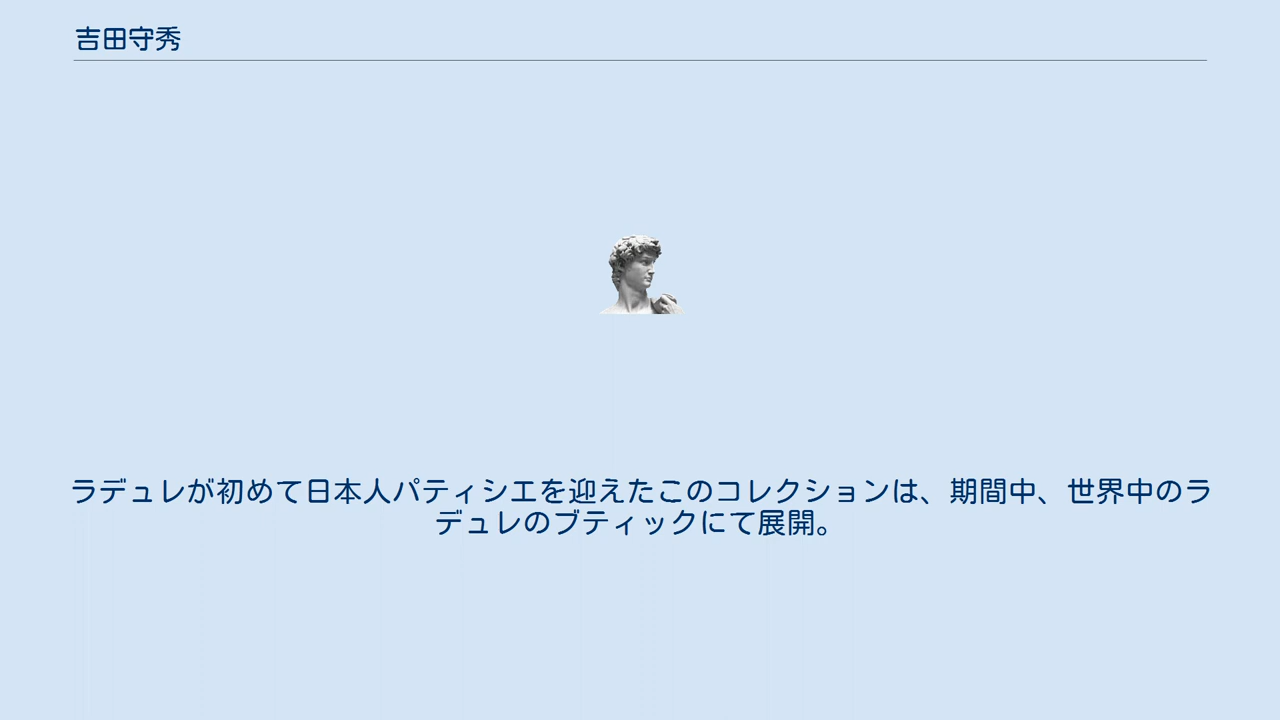 吉田守秀
ラデュレが初めて日本人パティシエを迎えたこのコレクションは、期間中、世界中のラ
デュレのブティックにて展開。